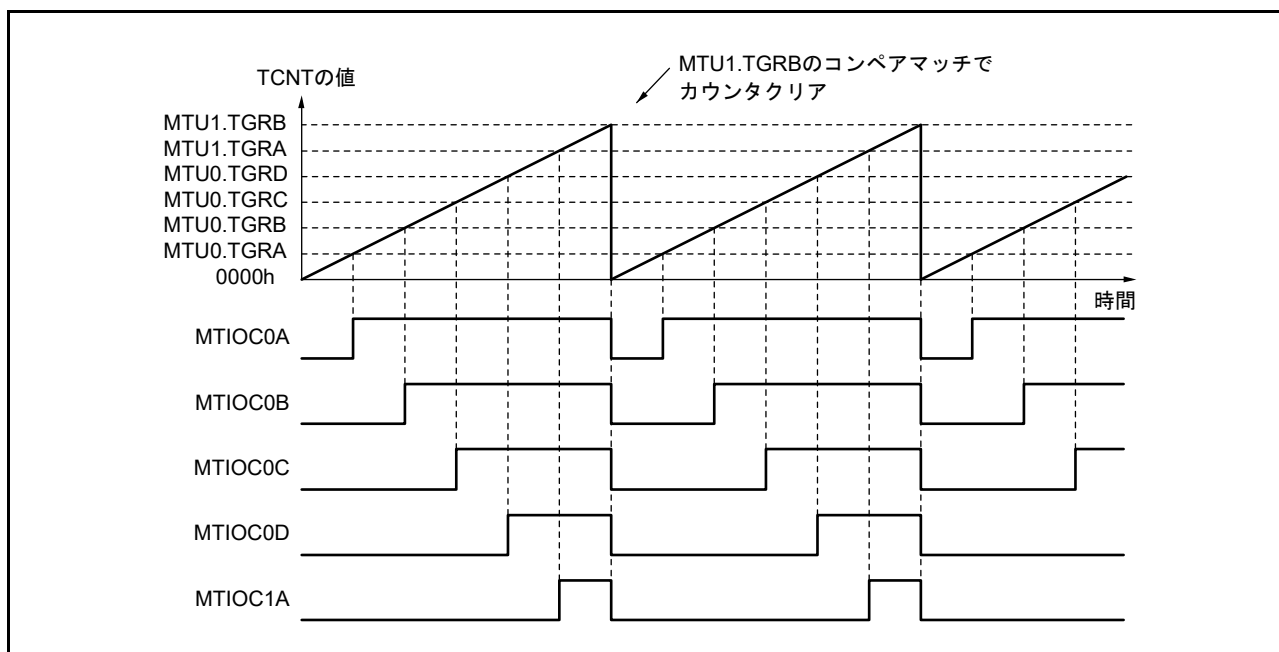 MTU1.TGRBのコンペアマッチで
カウンタクリア
TCNTの値
MTU1.TGRB
MTU1.TGRA
MTU0.TGRD
MTU0.TGRC
MTU0.TGRB
MTU0.TGRA
0000h
時間
MTIOC0A
MTIOC0B
MTIOC0C
MTIOC0D
MTIOC1A